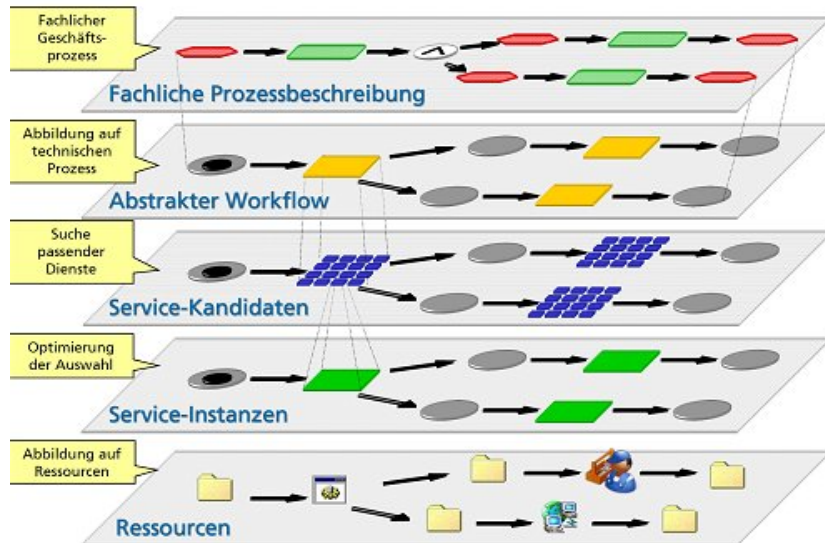 Fachlicher
Geschäfts-
prozess
Fachliche Prozessbeschreibung
Abbildung auf
technischen
Prozess
Abstrakter Workflow
Suche
passender
Dienste
Service-Kandidaten
Optimierung
der Auswahl
Service-Instanzen
Abbildung auf
Ressourcen
Ressourcen